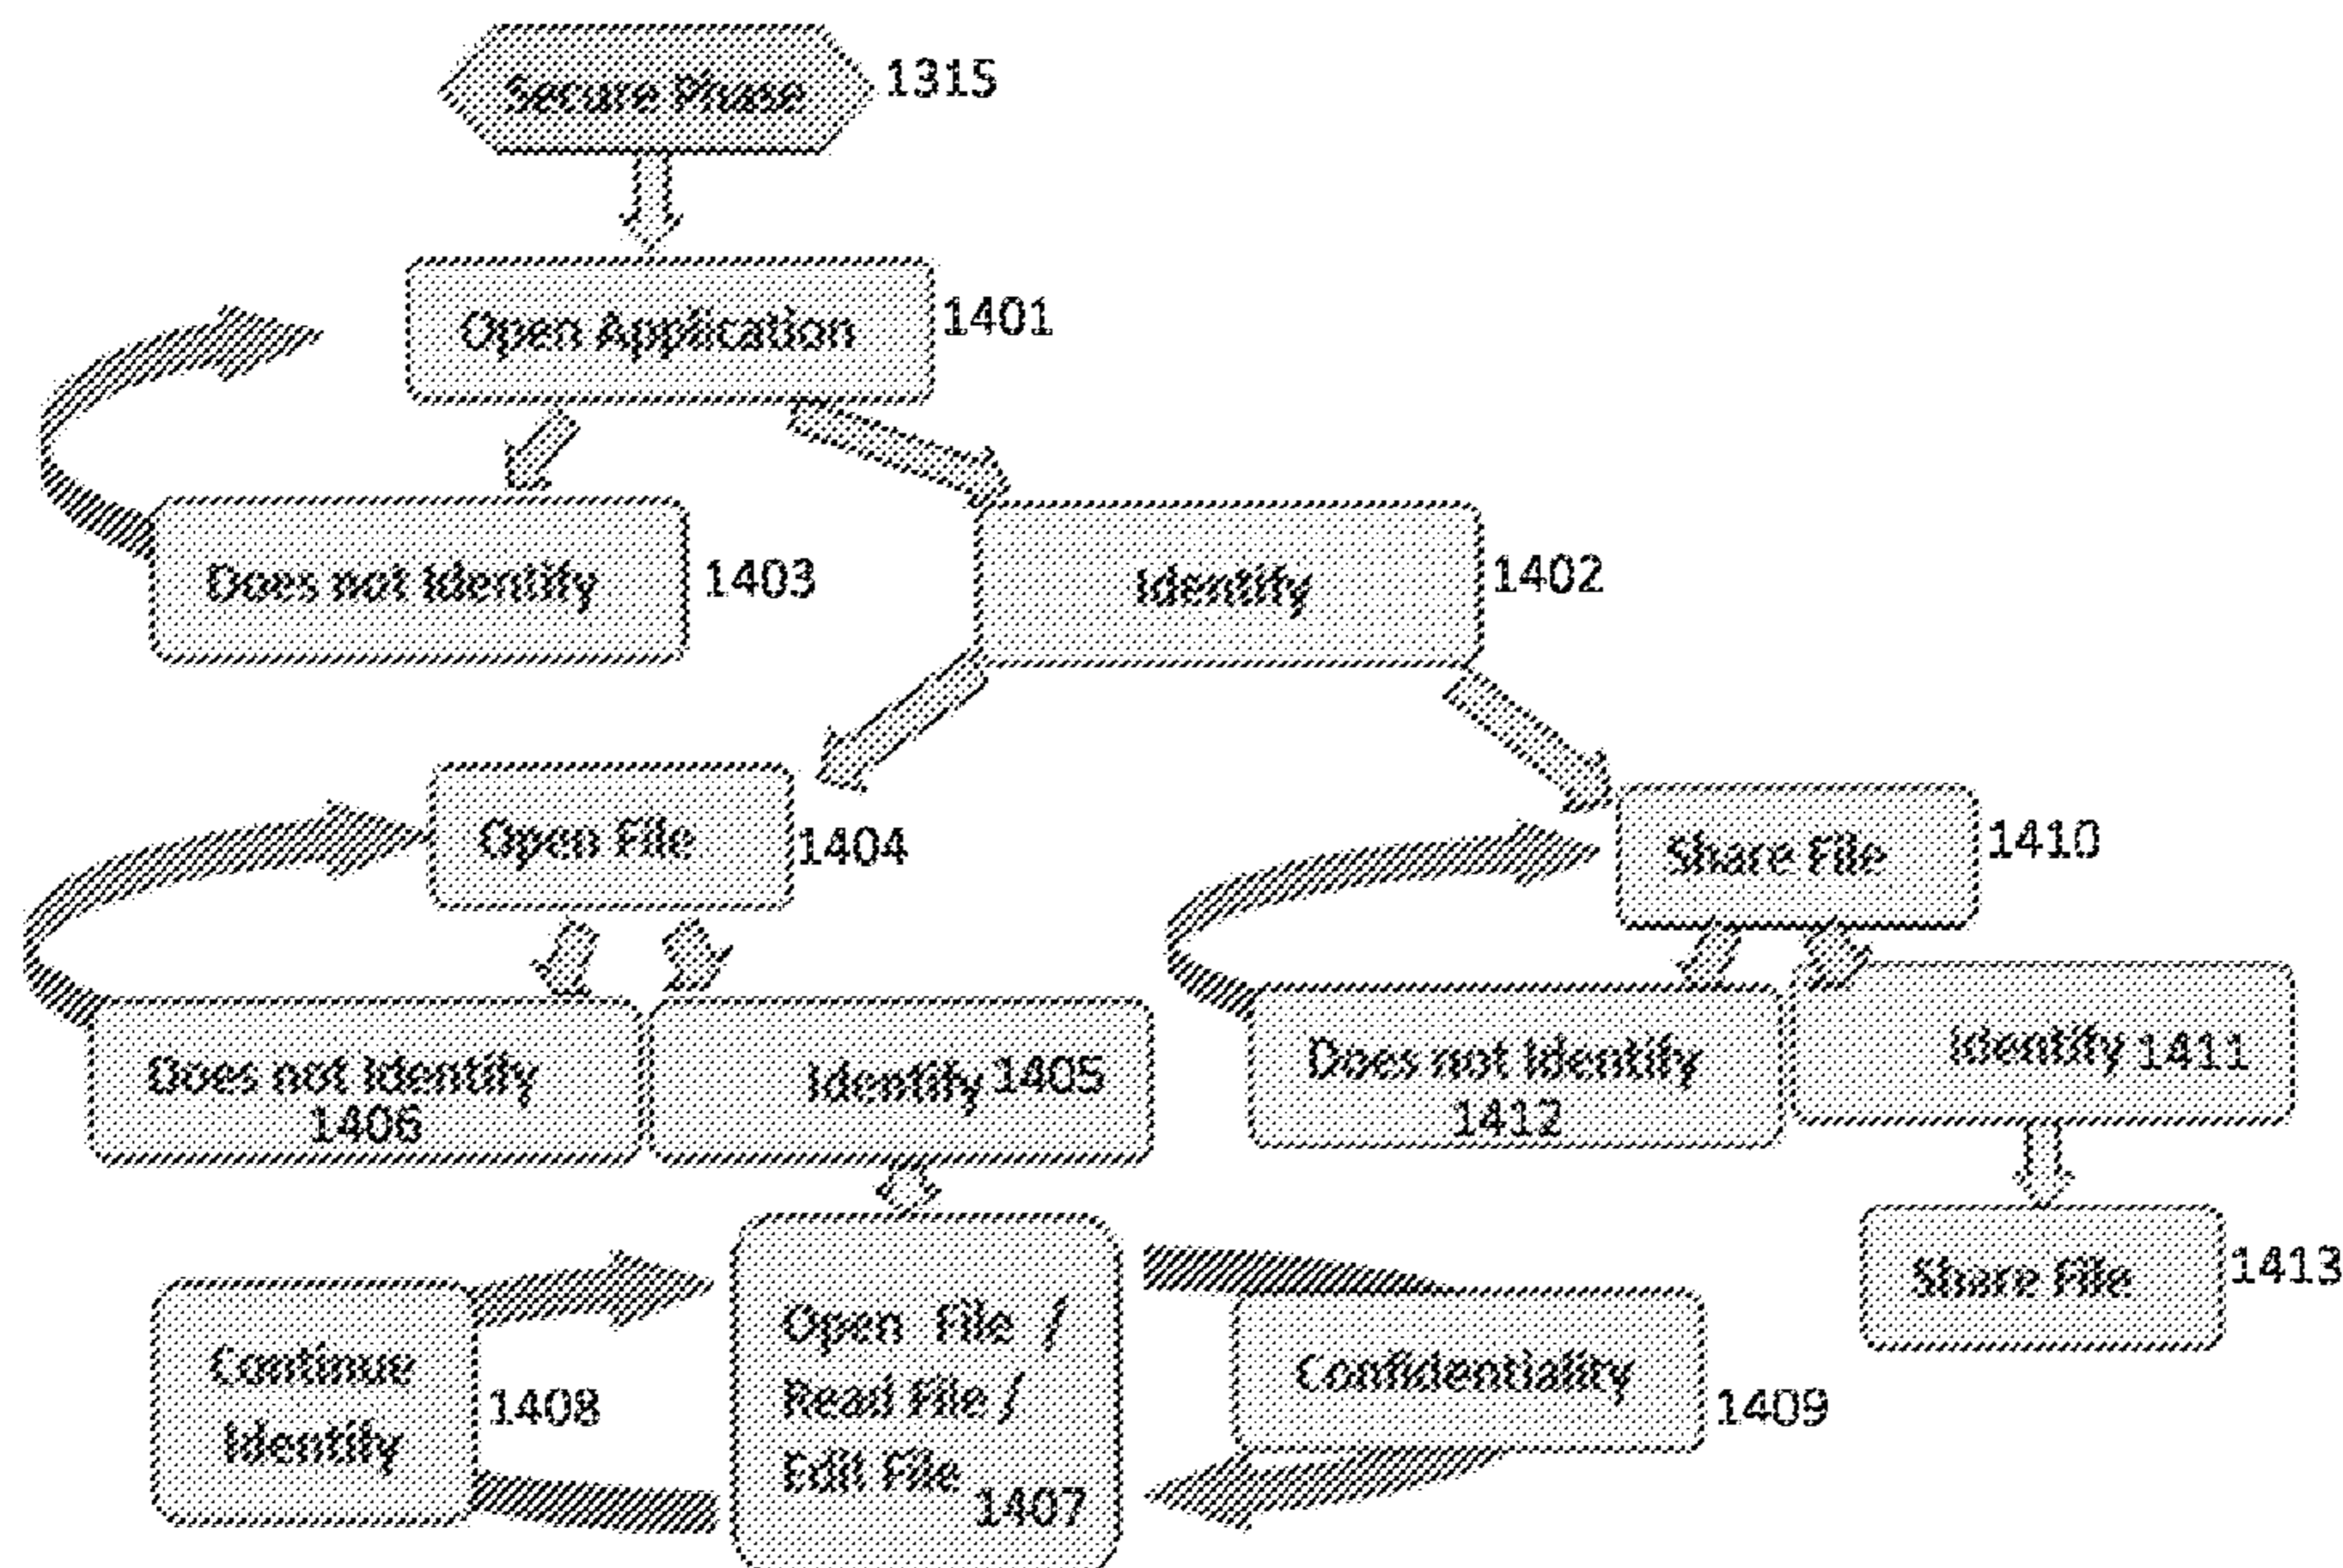 Secure Phase 1315
Open Application 1401
Does not Identify 1403
Identify 1402
Open File 1404
Share File 1410
Does not Identify
1406
Identify 1405
Does not Identify
1412
Identify 1411
Share File 1413
Continue
Identify
1408
Open File /
Read File /
Edit File
1407
Confidentiality
1409